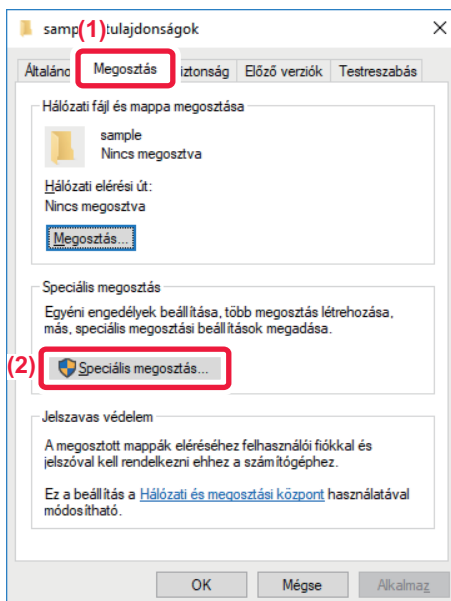 samp (1) tulajdonságok
Általáno Megosztás iztonság Előző verziók Testreszabás
Hálózati fájl és mappa megosztása
sample
Nincs megosztva
Hálózati elérési út:
Nincs megosztva
Megosztás...
Speciális megosztás
Egyéni engedélyek beállítása, több megosztás létrehozása,
más, speciális megosztási beállítások megadása.
(2) Speciális megosztás...
Jelszavas védelem
A megosztott mappák eléréséhez felhasználói fiókkal és
jelszóval kell rendelkezni ehhez a számítógéphez.
Ez a beállítás a Hálózati és megosztási központ használatával
módosítható.
OK Mégse Alkalmaz